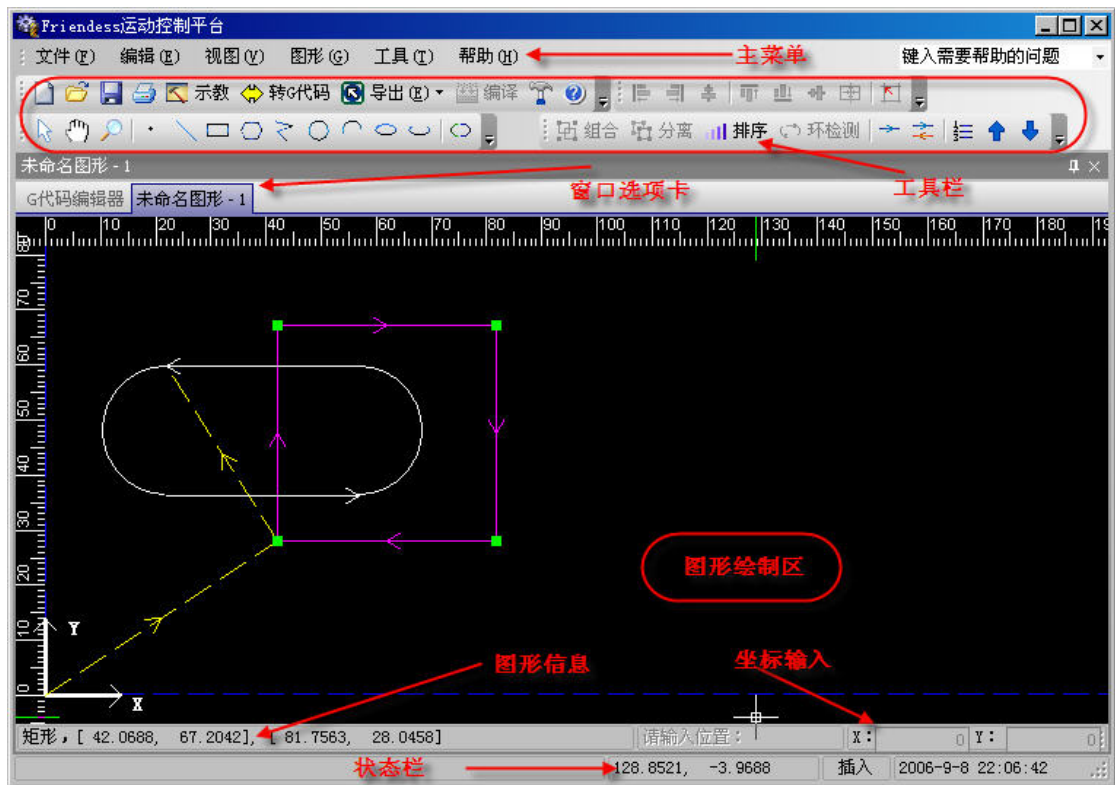 Friendess运动控制平台
文件(F) 编辑(E) 视图(V) 图形(G) 工具(T) 帮助(H) 主菜单 键入需要帮助的问题
示教 转G代码 导出(E) 编译
组合 分离 排序 环检测
未命名图形 - 1
窗口选项卡 工具栏
G代码编辑器 未命名图形 - 1
0 10 20 30 40 50 60 70 80 90 100 110 120 130 140 150 160 170 180 19
80
70
60
50
40
30
图形绘制区
20
10
Y
图形信息 坐标输入
0
X
矩形，[ 42.0688, 67.2042], [ 81.7563, 28.0458] 请输入位置： X： 0 Y： 0
状态栏 128.8521, -3.9688 插入 2006-9-8 22:06:42